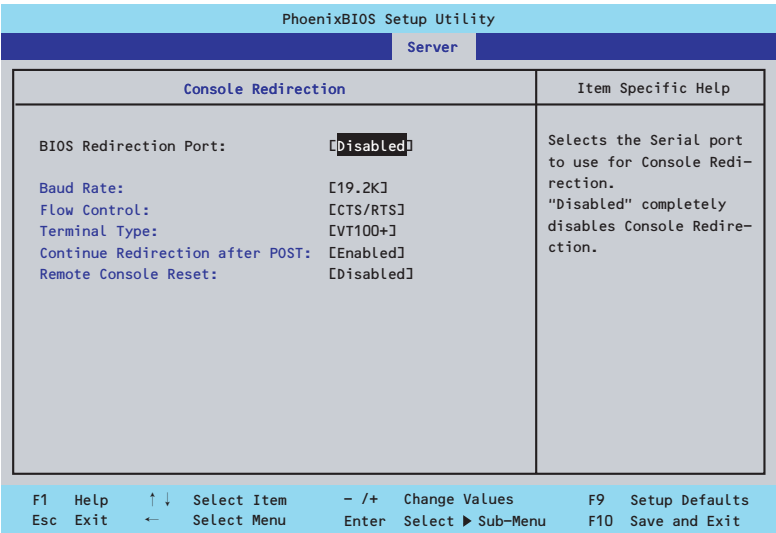 PhoenixBIOS Setup Utility
Server
Console Redirection
Item Specific Help
BIOS Redirection Port: [Disabled]
Baud Rate: [19.2K]
Flow Control: [CTS/RTS]
Terminal Type: [VT100+]
Continue Redirection after POST: [Enabled]
Remote Console Reset: [Disabled]
Selects the Serial port
to use for Console Redi-
rection.
"Disabled" completely
disables Console Redire-
ction.
F1 Help ↑↓ Select Item - /+ Change Values F9 Setup Defaults
Esc Exit ← Select Menu Enter Select ▶ Sub-Menu F10 Save and Exit